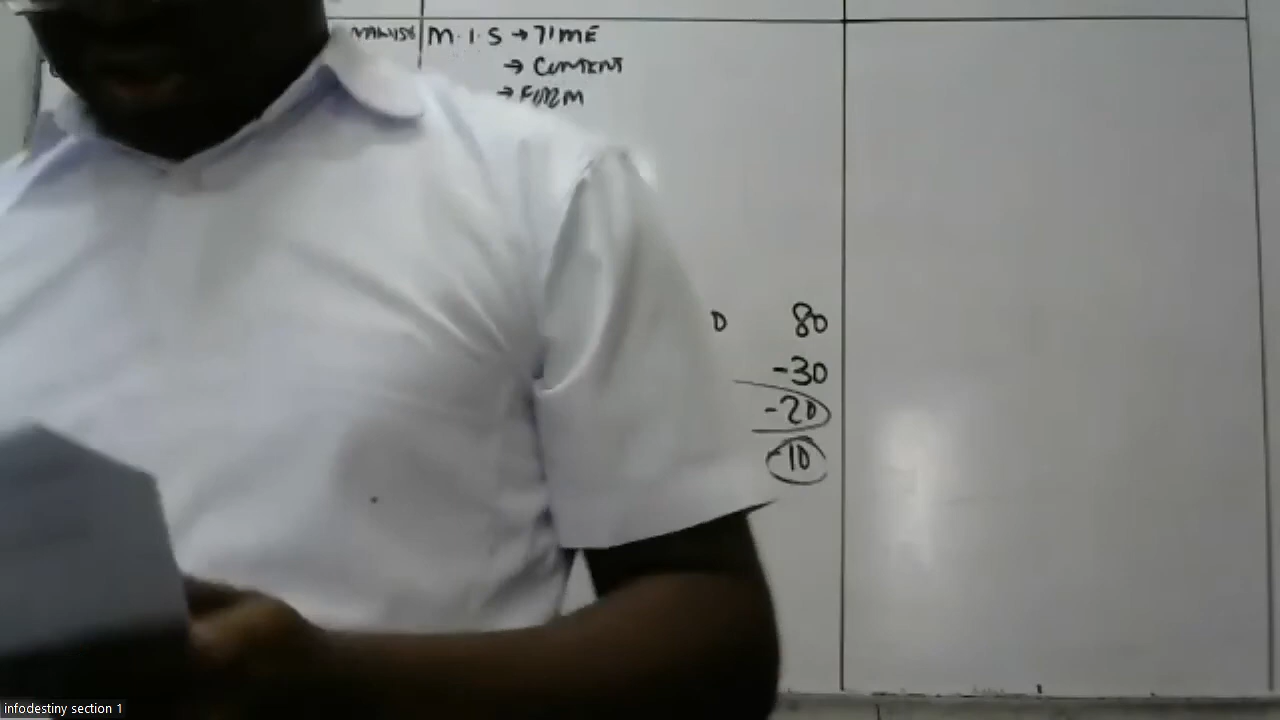 M.I.S → TIME
→ CONTENT
→ FORM
D 80
-30
-20
10
infodestiny section 1